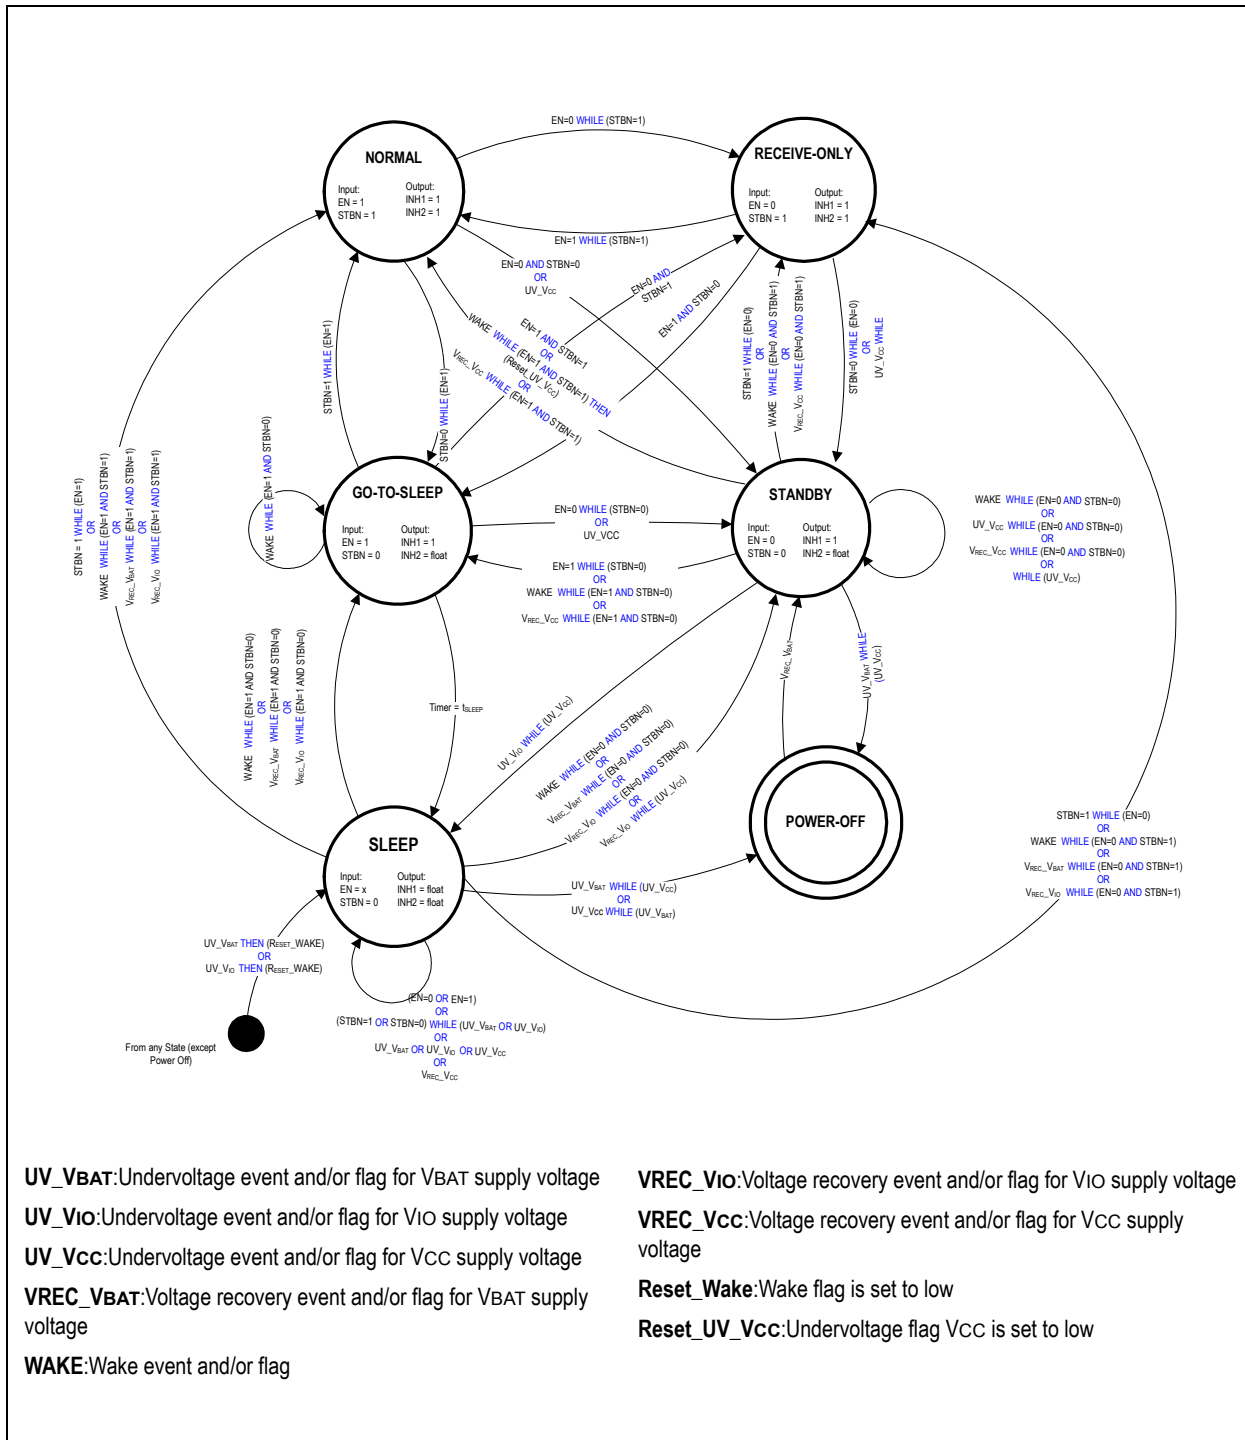 EN=0 WHILE (STBN=1)
NORMAL
Input:
EN = 1
STBN = 1
Output:
INH1 = 1
INH2 = 1
RECEIVE-ONLY
Input:
EN = 0
STBN = 1
Output:
INH1 = 1
INH2 = 1
EN=1 WHILE (STBN=1)
EN=0 AND STBN=0
OR
UV_VCC
EN=0 AND
STBN=1
EN=1 AND STBN=0
EN=1 AND STBN=1
OR
WAKE WHILE (EN=1 AND STBN=1) THEN
(Reset_UV_VCC)
OR
VREC_VCC WHILE (EN=1 AND STBN=1)
STBN=1 WHILE (EN=1)
STBN=0 WHILE (EN=1)
STBN=1 WHILE (EN=0)
OR
WAKE WHILE (EN=0 AND STBN=1)
OR
VREC_VCC WHILE (EN=0 AND STBN=1)
STBN=0 WHILE (EN=0)
OR
UV_VCC WHILE
STBN = 1 WHILE (EN=1)
OR
WAKE WHILE (EN=1 AND STBN=1)
OR
VREC_VBAT WHILE (EN=1 AND STBN=1)
OR
VREC_VIO WHILE (EN=1 AND STBN=1)
WAKE WHILE (EN=1 AND STBN=0)
GO-TO-SLEEP
Input:
EN = 1
STBN = 0
Output:
INH1 = 1
INH2 = float
EN=0 WHILE (STBN=0)
OR
UV_VCC
STANDBY
Input:
EN = 0
STBN = 0
Output:
INH1 = 1
INH2 = float
WAKE WHILE (EN=0 AND STBN=0)
OR
UV_VCC WHILE (EN=0 AND STBN=0)
OR
VREC_VCC WHILE (EN=0 AND STBN=0)
OR
WHILE (UV_VCC)
EN=1 WHILE (STBN=0)
OR
WAKE WHILE (EN=1 AND STBN=0)
OR
VREC_VCC WHILE (EN=1 AND STBN=0)
WAKE WHILE (EN=1 AND STBN=0)
OR
VREC_VBAT WHILE (EN=1 AND STBN=0)
OR
VREC_VIO WHILE (EN=1 AND STBN=0)
Timer = tSLEEP
UV_VIO WHILE (UV_VCC)
WAKE WHILE (EN=0 AND STBN=0)
OR
VREC_VBAT WHILE (EN=0 AND STBN=0)
OR
VREC_VIO WHILE (EN=0 AND STBN=0)
OR
VREC_VIO WHILE (UV_VCC)
VREC_VBAT
UV_VBAT WHILE
(UV_VCC)
POWER-OFF
STBN=1 WHILE (EN=0)
OR
WAKE WHILE (EN=0 AND STBN=1)
OR
VREC_VBAT WHILE (EN=0 AND STBN=1)
OR
VREC_VIO WHILE (EN=0 AND STBN=1)
SLEEP
Input:
EN = x
STBN = 0
Output:
INH1 = float
INH2 = float
UV_VBAT WHILE (UV_VCC)
OR
UV_Vcc WHILE (UV_VBAT)
UV_VBAT THEN (RESET_WAKE)
OR
UV_VIO THEN (RESET_WAKE)
From any State (except
Power Off)
(EN=0 OR EN=1)
OR
(STBN=1 OR STBN=0) WHILE (UV_VBAT OR UV_VIO)
OR
UV_VBAT OR UV_VIO OR UV_VCC
OR
VREC_VCC
UV_VBAT:Undervoltage event and/or flag for VBAT supply voltage
UV_VIO:Undervoltage event and/or flag for VIO supply voltage
UV_VCC:Undervoltage event and/or flag for VCC supply voltage
VREC_VBAT:Voltage recovery event and/or flag for VBAT supply
voltage
WAKE:Wake event and/or flag
VREC_VIO:Voltage recovery event and/or flag for VIO supply voltage
VREC_VCC:Voltage recovery event and/or flag for VCC supply
voltage
Reset_Wake:Wake flag is set to low
Reset_UV_VCC:Undervoltage flag VCC is set to low